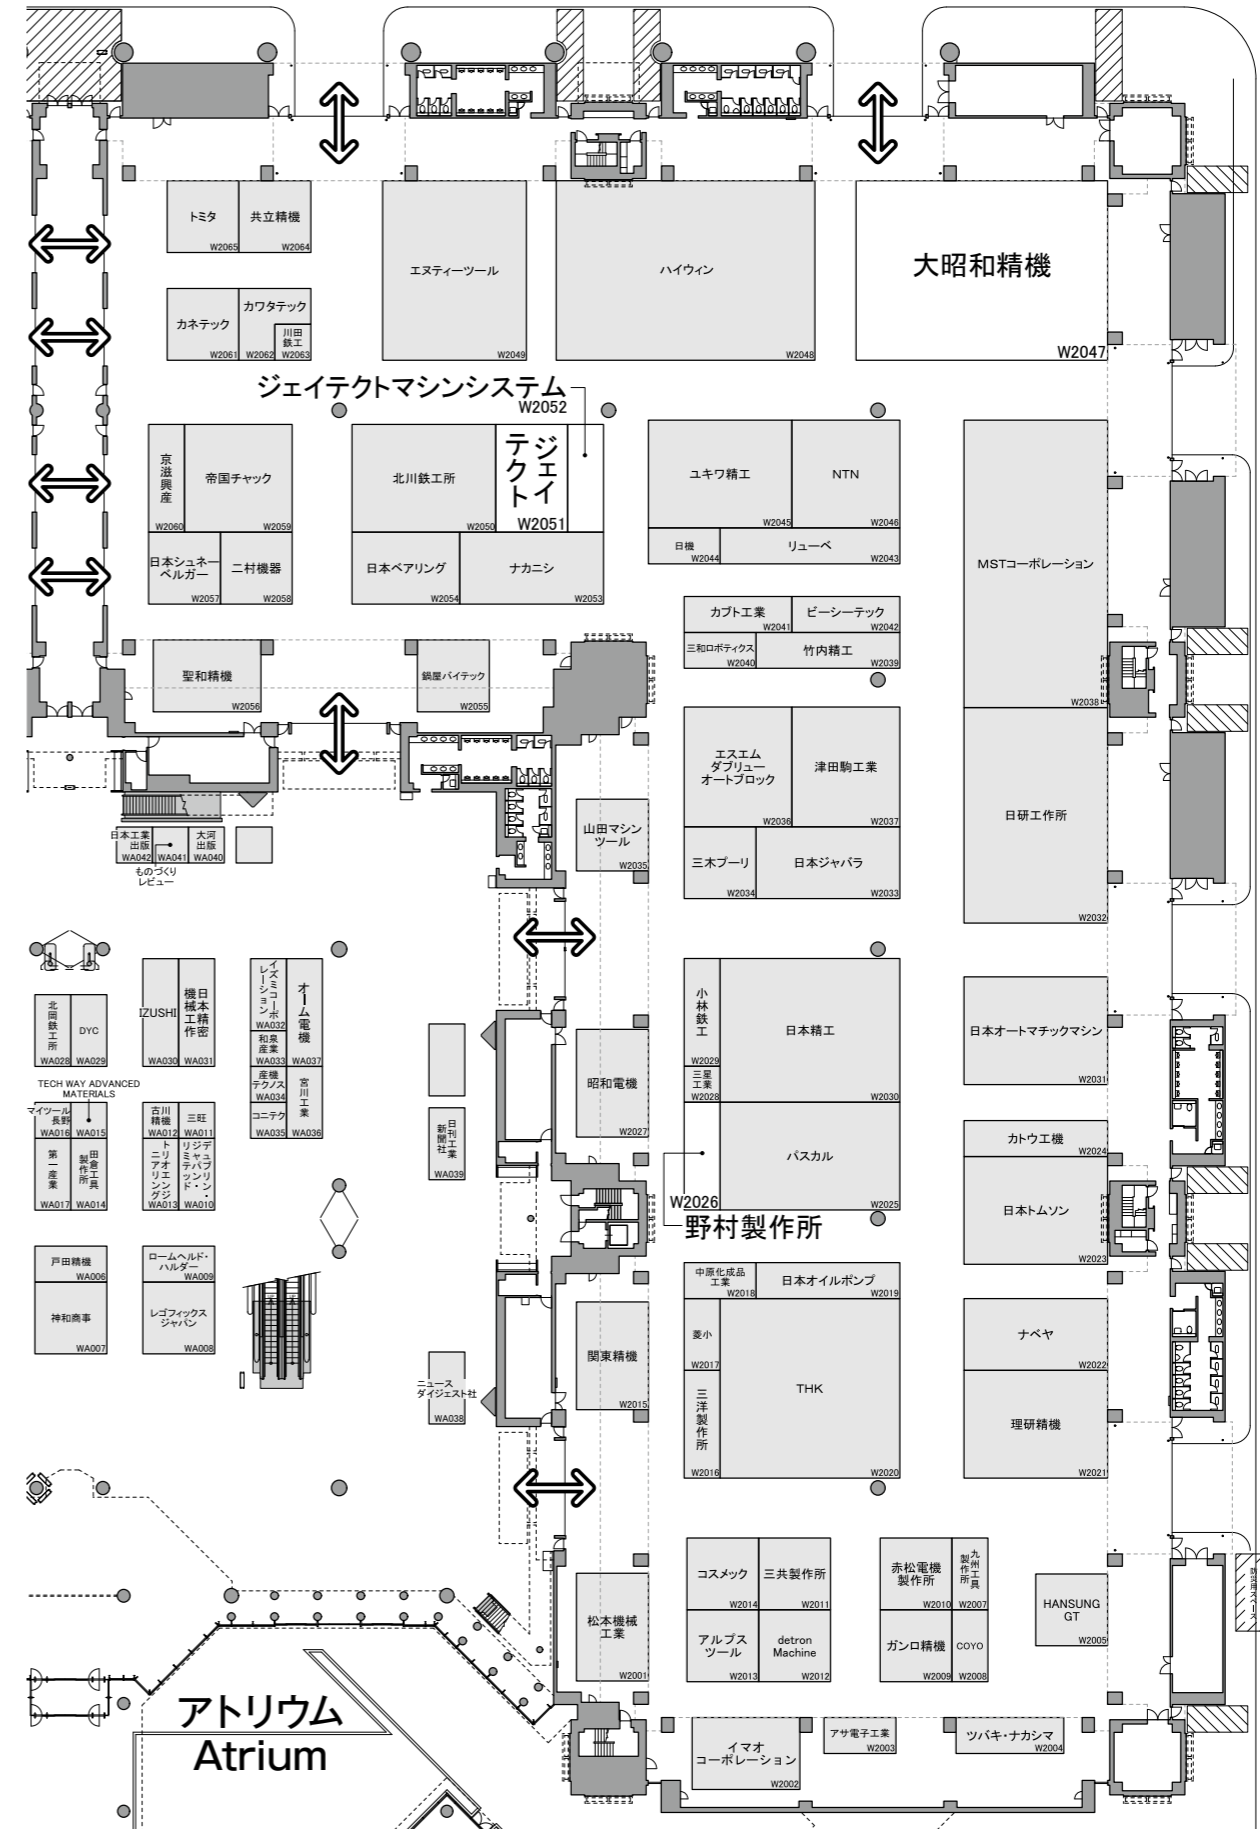 トミタ
W2065
共立精機
W2064
エヌティーツール
W2049
ハイウィン
W2048
大昭和精機
W2047
カネテック
W2061
カワタテック
W2062
川田
鉄工
W2063
ジェイテクトマシンシステム
W2052
京滋興産
W2060
帝国チャック
W2059
北川鉄工所
W2050
ジェイ
テクト
W2051
ユキワ精工
W2045
NTN
W2046
日本シュネー
ベルガー
W2057
二村機器
W2058
日本ベアリング
W2054
ナカニシ
W2053
日機
W2044
リューベ
W2043
MSTコーポレーション
W2038
カブト工業
W2041
ビーシーテック
W2042
三和ロボティクス
W2040
竹内精工
W2039
聖和精機
W2056
鍋屋バイテック
W2055
エスエム
ダブリュー
オートブロック
W2036
津田駒工業
W2037
日研工作所
W2032
山田マシン
ツール
W2035
三木プーリ
W2034
日本ジャバラ
W2033
日本工業
出版
WA042
WA041
ものづくり
レビュー
大河
出版
WA040
北岡鉄工所
WA028
DYC
WA029
IZUSHI
WA030
日本精密
機械工作
WA031
イズミコーポ
レーション
WA032
オーム電機
WA037
和泉
産業
WA033
産機
テクノス
WA034
宮川工業
WA036
コニテク
WA035
TECH WAY ADVANCED
MATERIALS
マイツール
長野
WA016
WA015
古川
精機
WA012
三旺
WA011
第一産業
WA017
田倉工具
製作所
WA014
トリオエンジ
ニアリング
WA013
デューブリン・
ジャパン・
リミテッド
WA010
日刊工業
新聞社
WA039
昭和電機
W2027
小林鉄工
W2029
日本精工
W2030
三星
工業
W2028
パスカル
W2025
W2026
野村製作所
日本オートマチックマシン
W2031
カトウ工機
W2024
日本トムソン
W2023
戸田精機
WA006
ロームヘルド・
ハルダー
WA009
神和商事
WA007
レゴフィックス
ジャパン
WA008
ニュース
ダイジェスト社
WA038
関東精機
W2015
中原化成品
工業
W2018
日本オイルポンプ
W2019
菱小
W2017
三洋製作所
W2016
THK
W2020
ナベヤ
W2022
理研精機
W2021
松本機械
工業
W2001
コスメック
W2014
三共製作所
W2011
アルプス
ツール
W2013
detron
Machine
W2012
赤松電機
製作所
W2010
九州工具
製作所
W2007
ガンロ精機
W2009
COYO
W2008
HANSUNG
GT
W2005
アトリウム
Atrium
イマオ
コーポレーション
W2002
アサ電子工業
W2003
ツバキ・ナカシマ
W2004